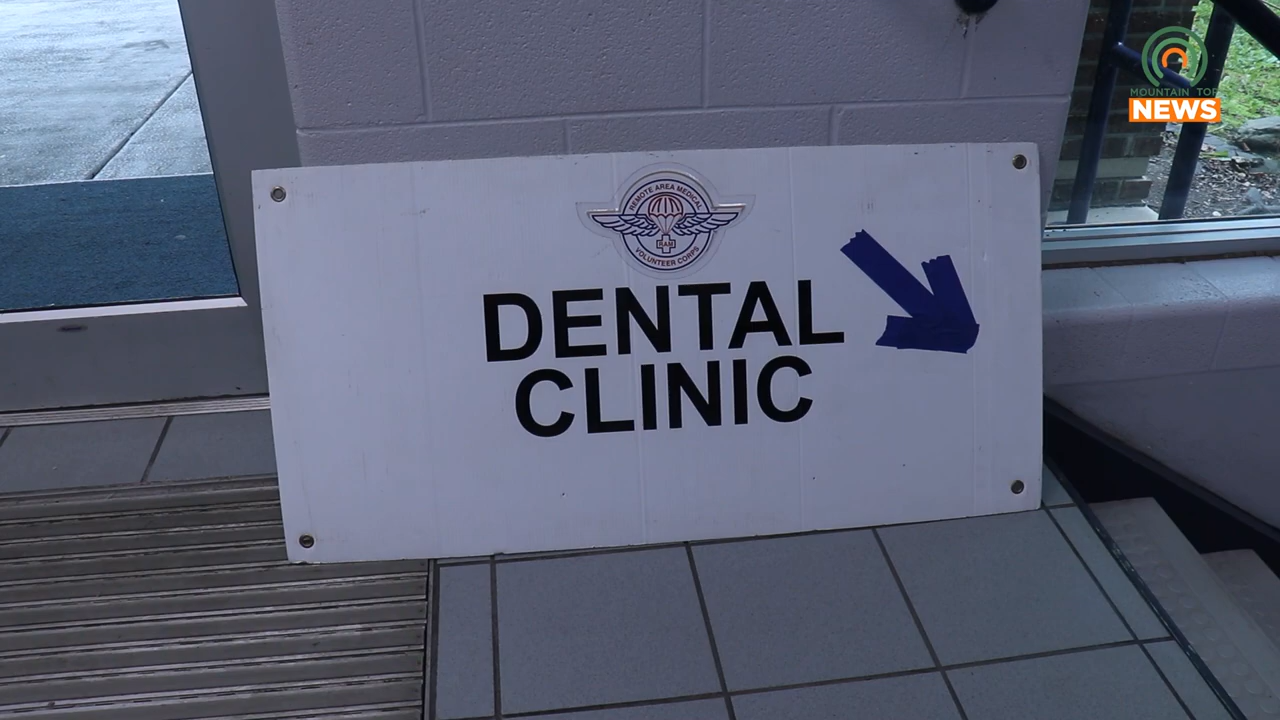 MOUNTAIN TOP
NEWS
REMOTE AREA MEDICAL
RAM
VOLUNTEER CORPS
DENTAL
CLINIC